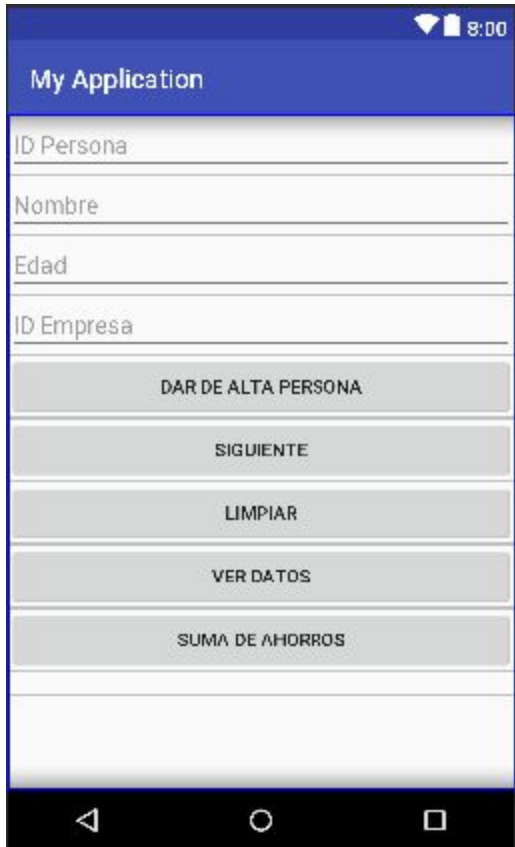 8:00
My Application
ID Persona
Nombre
Edad
ID Empresa
DAR DE ALTA PERSONA
SIGUIENTE
LIMPIAR
VER DATOS
SUMA DE AHORROS